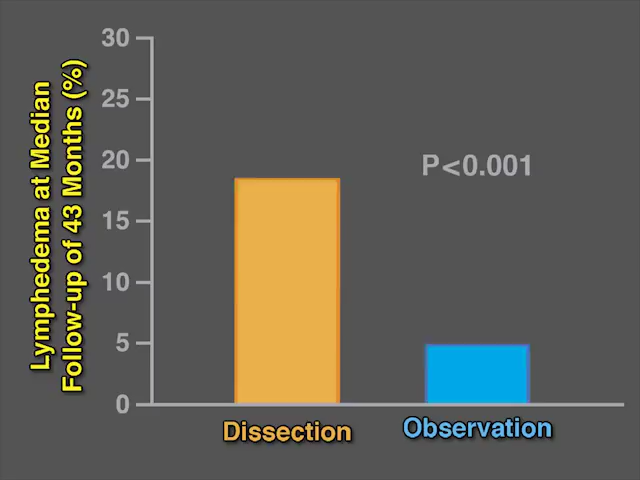 Lymphedema at Median
Follow-up of 43 Months (%)
30
25
20
15
10
5
0
P<0.001
Dissection
Observation